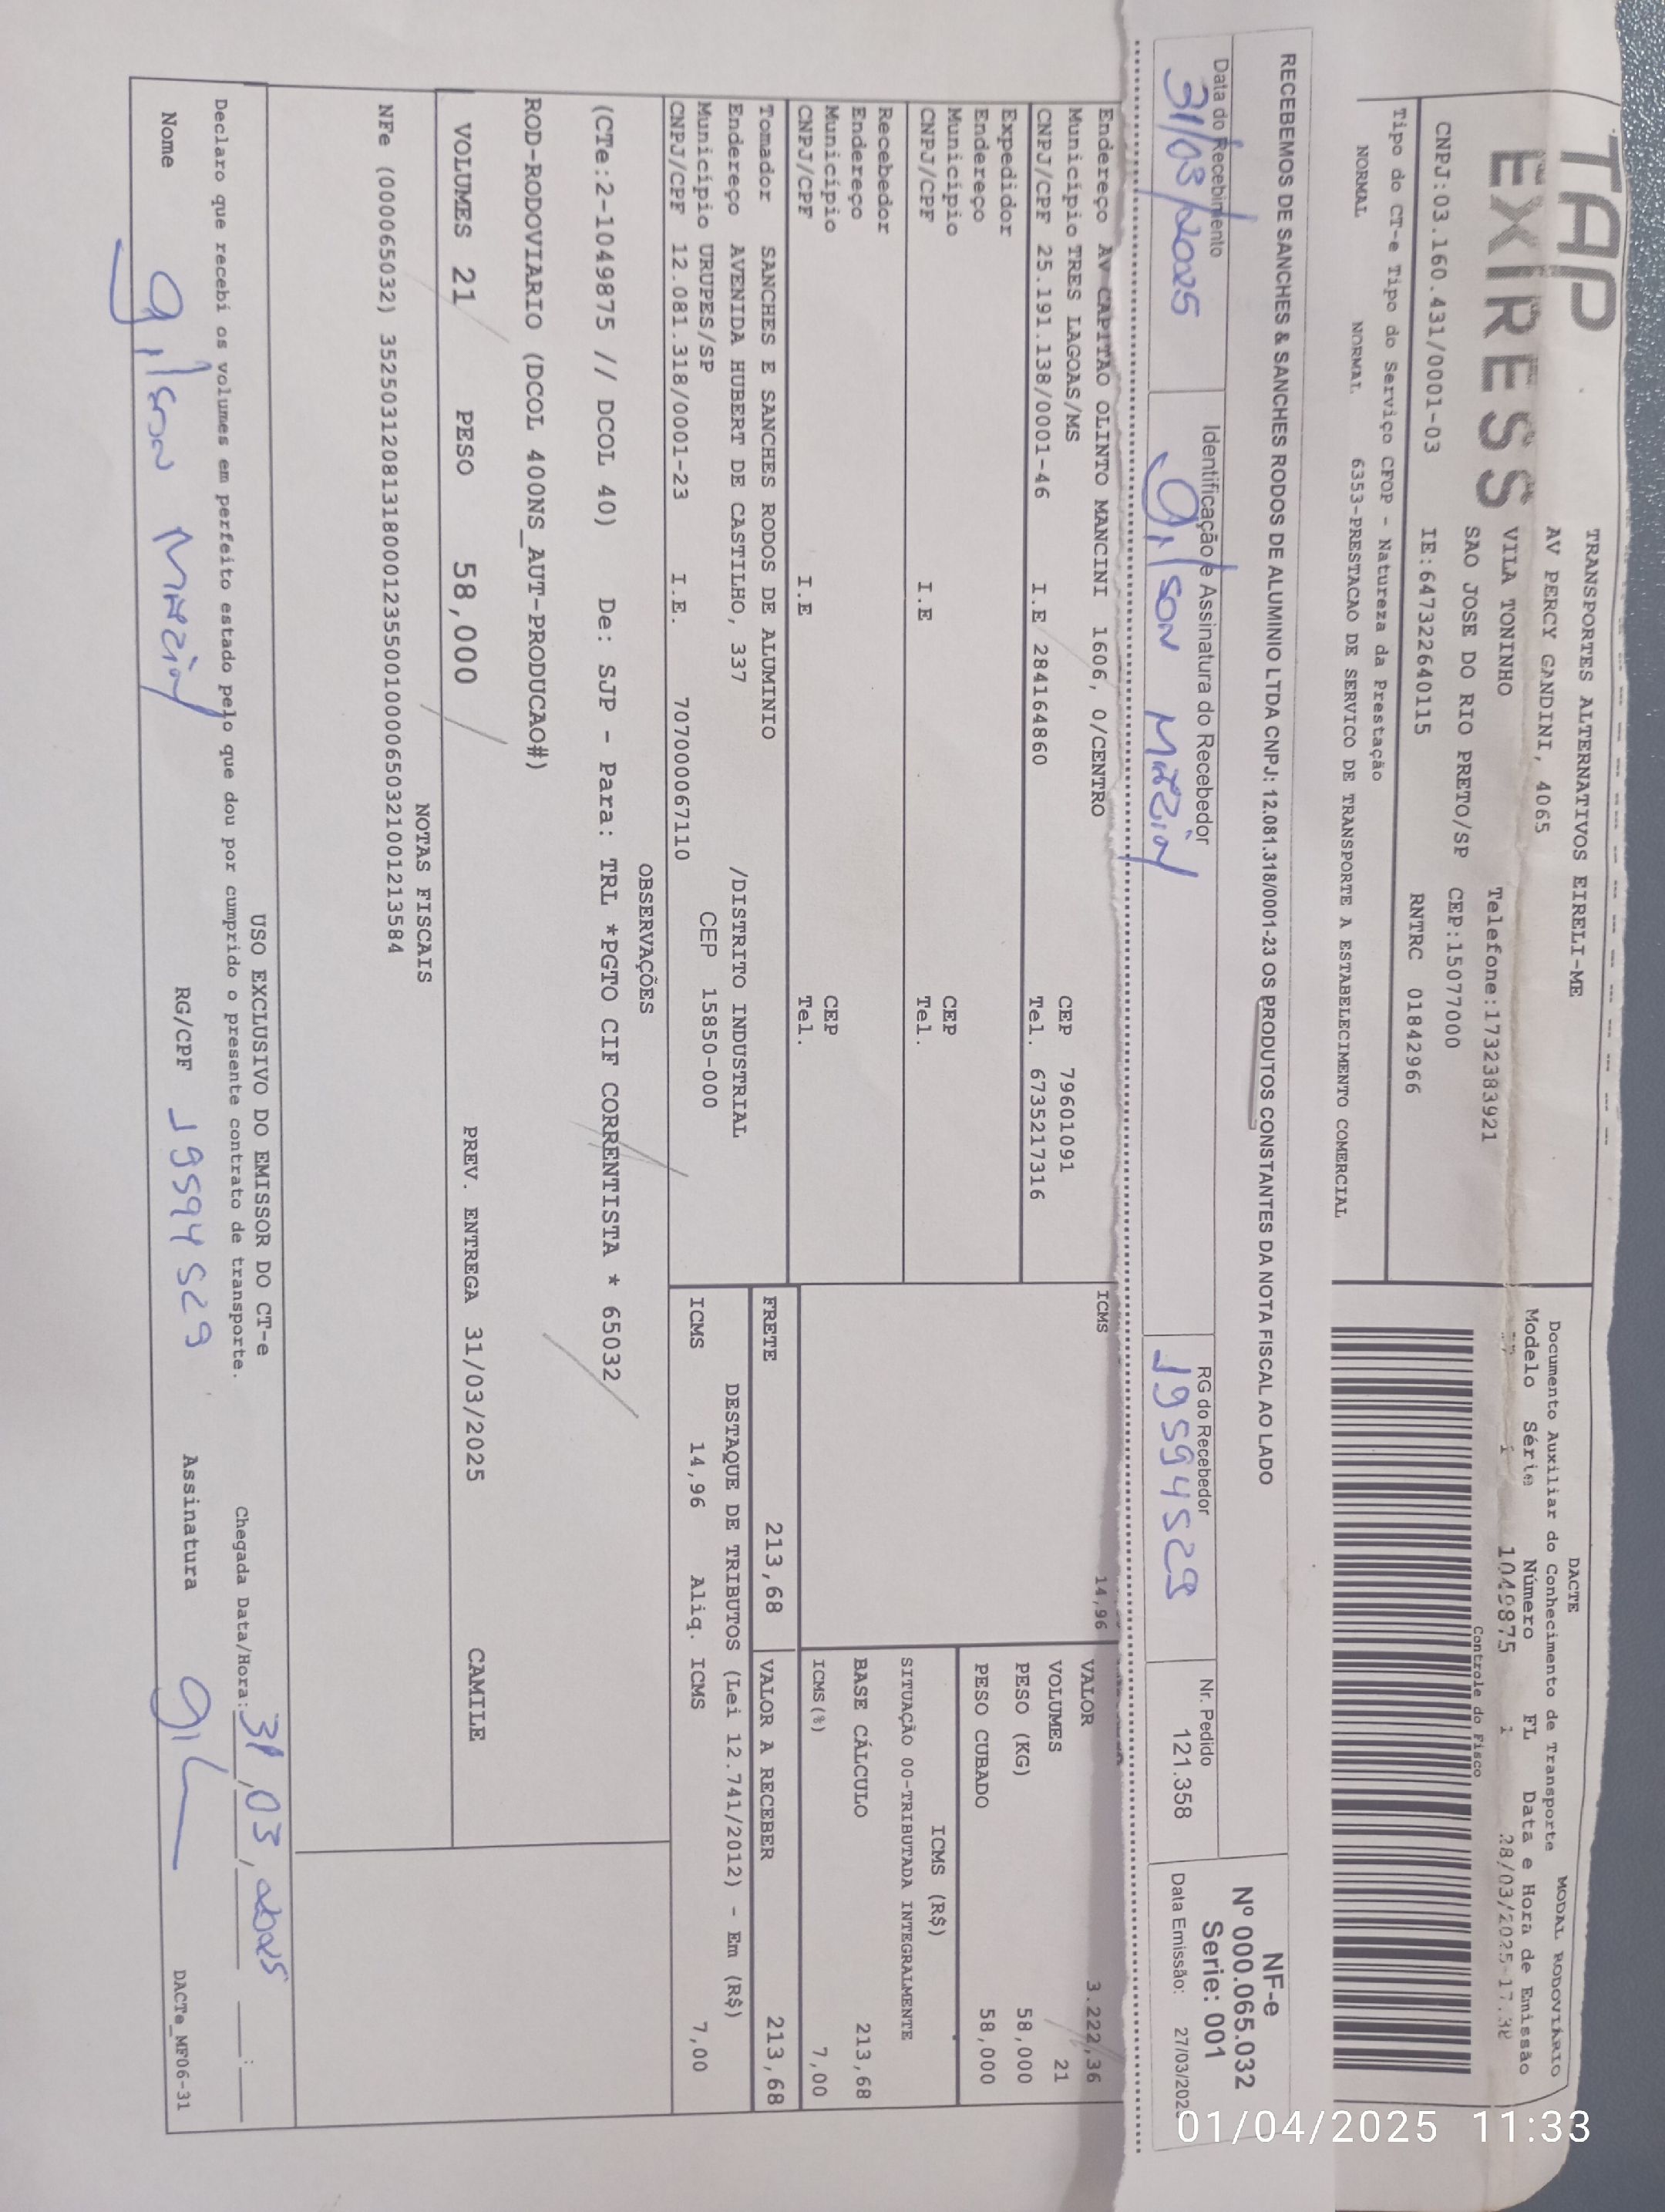 TAP
EXPRESS
TRANSPORTES ALTERNATIVOS EIRELI-ME
AV PERCY GANDINI, 4065
VILA TONINHO
Telefone:1732383921
SAO JOSE DO RIO PRETO/SP CEP:15077000
CNPJ:03.160.431/0001-03 IE:647322640115 RNTRC 01842966
Tipo do CT-e Tipo do Serviço CFOP - Natureza da Prestação
NORMAL NORMAL 6353-PRESTACAO DE SERVICO DE TRANSPORTE A ESTABELECIMENTO COMERCIAL
DACTE
Documento Auxiliar do Conhecimento de Transporte
MODAL RODOVIÁRIO
Modelo Série Número FL Data e Hora de Emissão
1 1049875 1 28/03/2025-17:38
Controle do Fisco
RECEBEMOS DE SANCHES & SANCHES RODOS DE ALUMINIO LTDA CNPJ: 12.081.318/0001-23 OS PRODUTOS CONSTANTES DA NOTA FISCAL AO LADO
NF-e
Nº 000.065.032
Serie: 001
Data do Recebimento Identificação e Assinatura do Recebedor RG do Recebedor Nr. Pedido
31/03/2025 Gilson 19594529 121.358
Data Emissão: 27/03/2025
ICMS 14,96
Endereço AV CAPITAO OLINTO MANCINI 1606, 0/CENTRO
Municipio TRES LAGOAS/MS CEP 79601091
CNPJ/CPF 25.191.138/0001-46 I.E 284164860 Tel. 6735217316
Expedidor
Endereço
Município CEP
CNPJ/CPF I.E Tel.
Recebedor
Endereço
Município CEP
CNPJ/CPF I.E Tel.
Tomador SANCHES E SANCHES RODOS DE ALUMINIO
Endereço AVENIDA HUBERT DE CASTILHO, 337 /DISTRITO INDUSTRIAL
Município URUPES/SP CEP 15850-000
CNPJ/CPF 12.081.318/0001-23 I.E. 707000067110
VALOR 3.222,36
VOLUMES 21
PESO (KG) 58,000
PESO CUBADO 58,000
ICMS (R$)
SITUAÇÃO 00-TRIBUTADA INTEGRALMENTE
BASE CÁLCULO 213,68
ICMS(%) 7,00
FRETE 213,68 VALOR A RECEBER 213,68
DESTAQUE DE TRIBUTOS (Lei 12.741/2012) - Em (R$)
ICMS 14,96 Aliq. ICMS 7,00
OBSERVAÇÕES
(CTe:2-1049875 // DCOL 40) De: SJP - Para: TRL *PGTO CIF CORRENTISTA * 65032
ROD-RODOVIARIO (DCOL 400NS_AUT-PRODUCAO#)
VOLUMES 21 PESO 58,000 PREV. ENTREGA 31/03/2025 CAMILE
NOTAS FISCAIS
NFe (000065032) 35250312081318000123550010000650321001213584
USO EXCLUSIVO DO EMISSOR DO CT-e
Declaro que recebi os volumes em perfeito estado pelo que dou por cumprido o presente contrato de transporte.
Chegada Data/Hora: 31/03/2025 :
Nome Gilson RG/CPF 19594529 Assinatura
DACTe_MF06-31
01/04/2025 11:33